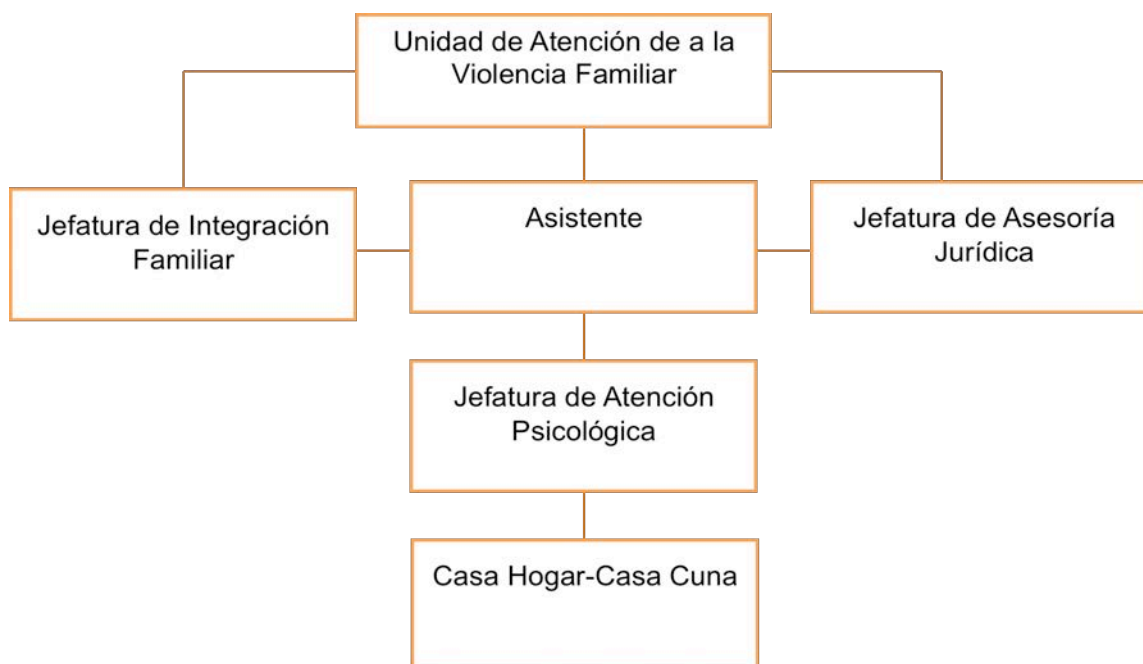 Unidad de Atención de a la
Violencia Familiar
Jefatura de Integración
Familiar
Asistente
Jefatura de Asesoría
Jurídica
Jefatura de Atención
Psicológica
Casa Hogar-Casa Cuna